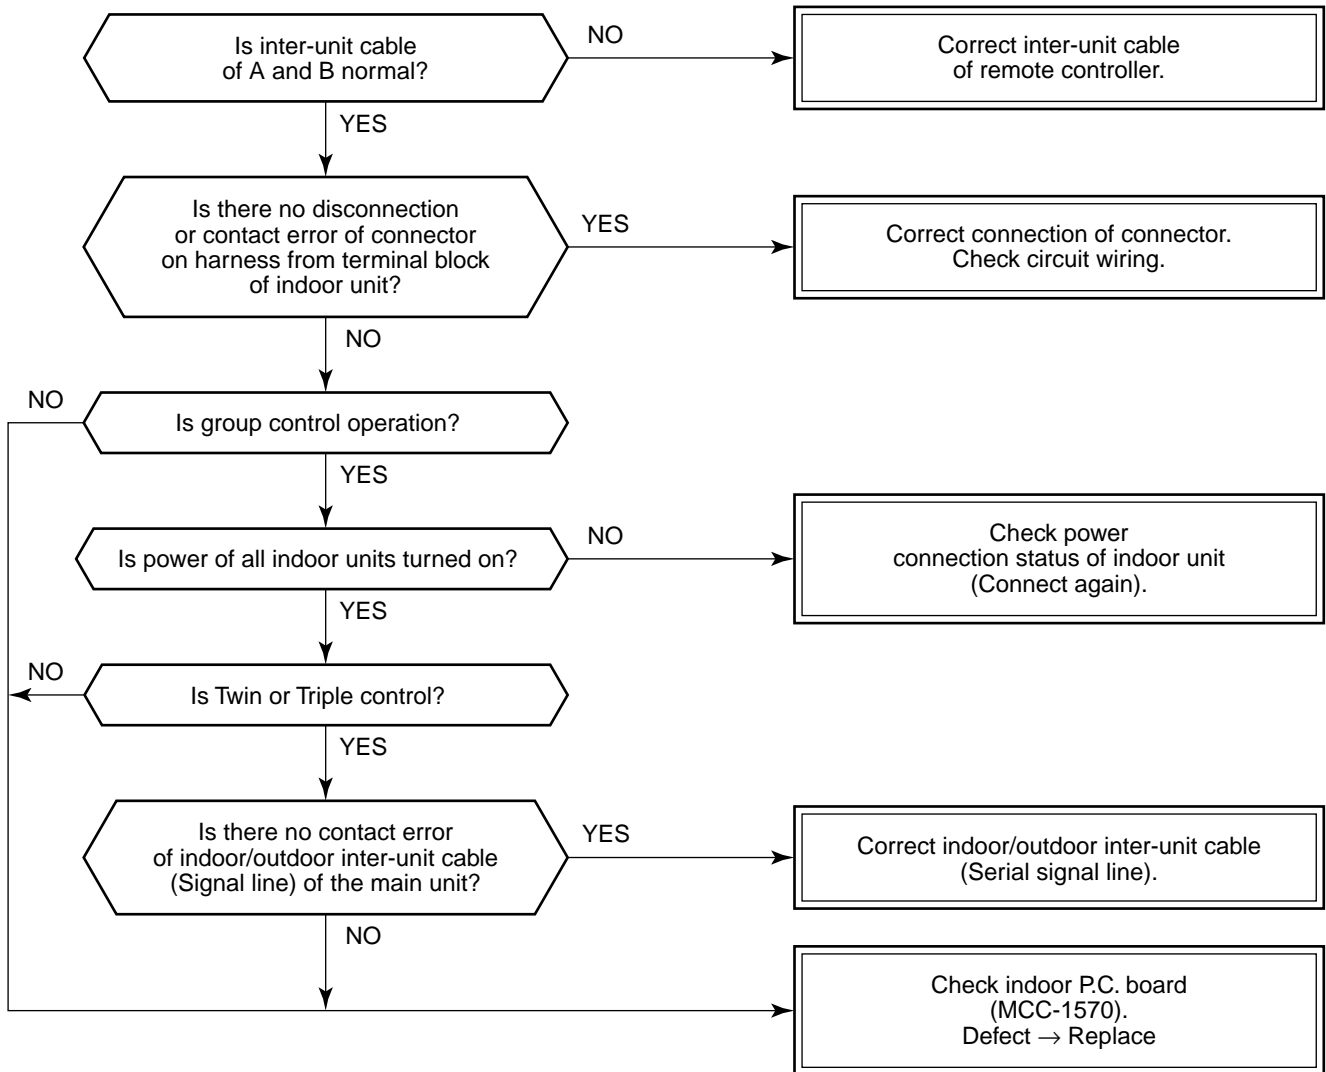 Is inter-unit cable
of A and B normal?
NO
Correct inter-unit cable
of remote controller.
YES
Is there no disconnection
or contact error of connector
on harness from terminal block
of indoor unit?
YES
Correct connection of connector.
Check circuit wiring.
NO
NO
Is group control operation?
YES
Is power of all indoor units turned on?
NO
Check power
connection status of indoor unit
(Connect again).
YES
NO
Is Twin or Triple control?
YES
Is there no contact error
of indoor/outdoor inter-unit cable
(Signal line) of the main unit?
YES
Correct indoor/outdoor inter-unit cable
(Serial signal line).
NO
Check indoor P.C. board
(MCC-1570).
Defect → Replace